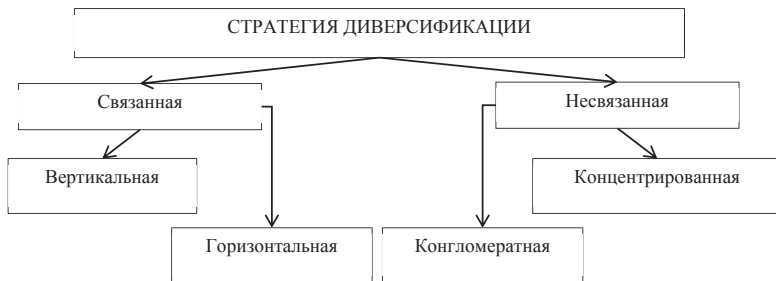 СТРАТЕГИЯ ДИВЕРСИФИКАЦИИ
Связанная
Несвязанная
Вертикальная
Концентрированная
Горизонтальная
Конгломератная